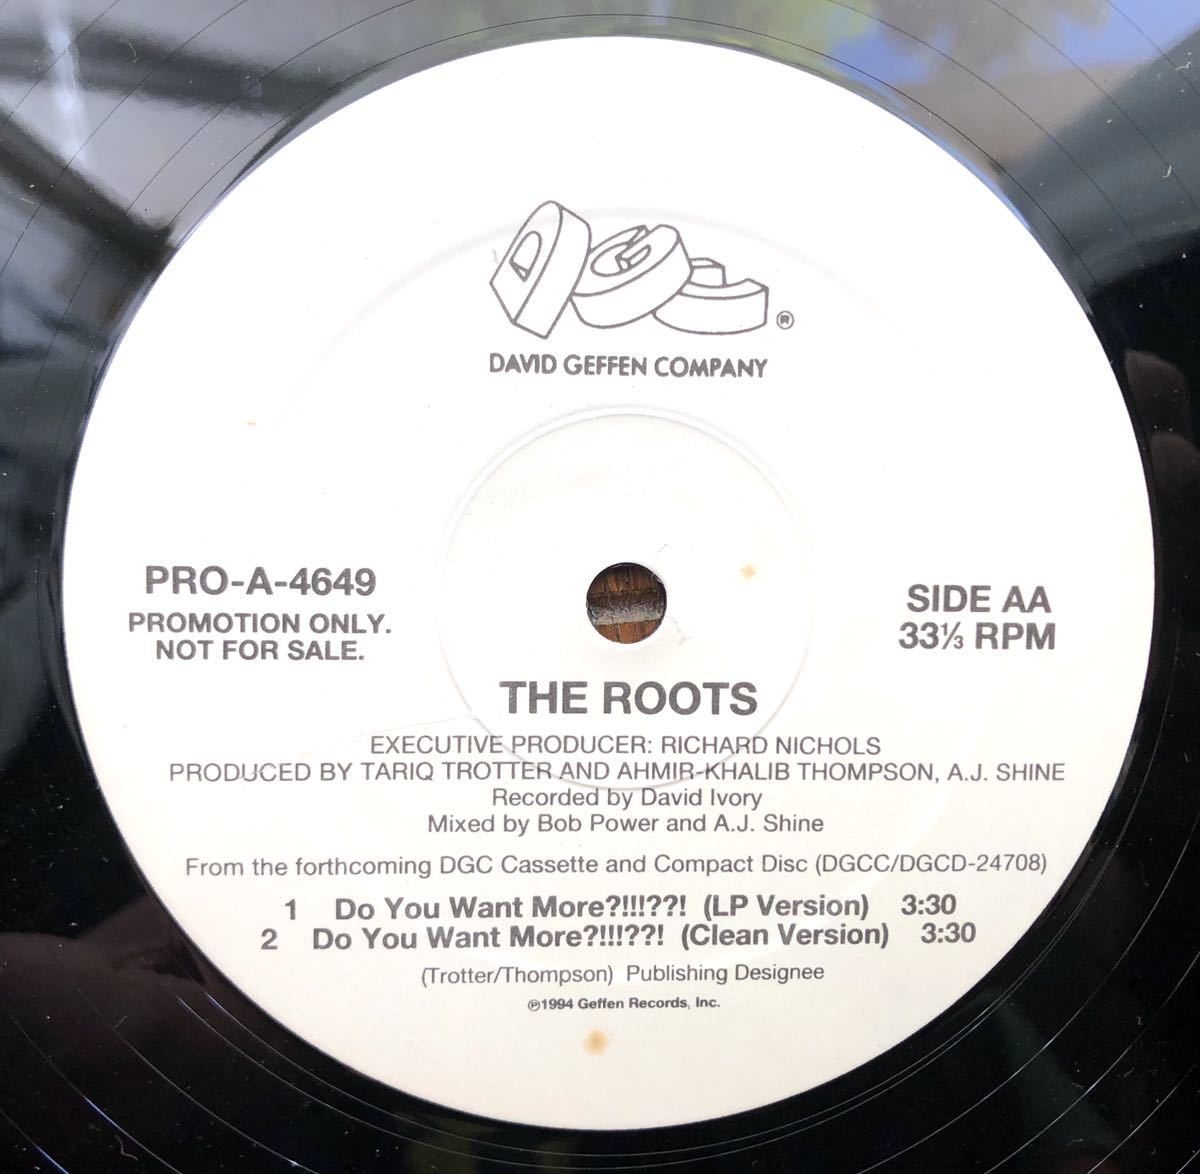 DGC®
DAVID GEFFEN COMPANY
PRO-A-4649
PROMOTION ONLY.
NOT FOR SALE.
SIDE AA
33⅓ RPM
THE ROOTS
EXECUTIVE PRODUCER: RICHARD NICHOLS
PRODUCED BY TARIQ TROTTER AND AHMIR-KHALIB THOMPSON, A.J. SHINE
Recorded by David Ivory
Mixed by Bob Power and A.J. Shine
From the forthcoming DGC Cassette and Compact Disc (DGCC/DGCD-24708)
1 Do You Want More?!!!??! (LP Version) 3:30
2 Do You Want More?!!!??! (Clean Version) 3:30
(Trotter/Thompson) Publishing Designee
℗1994 Geffen Records, Inc.